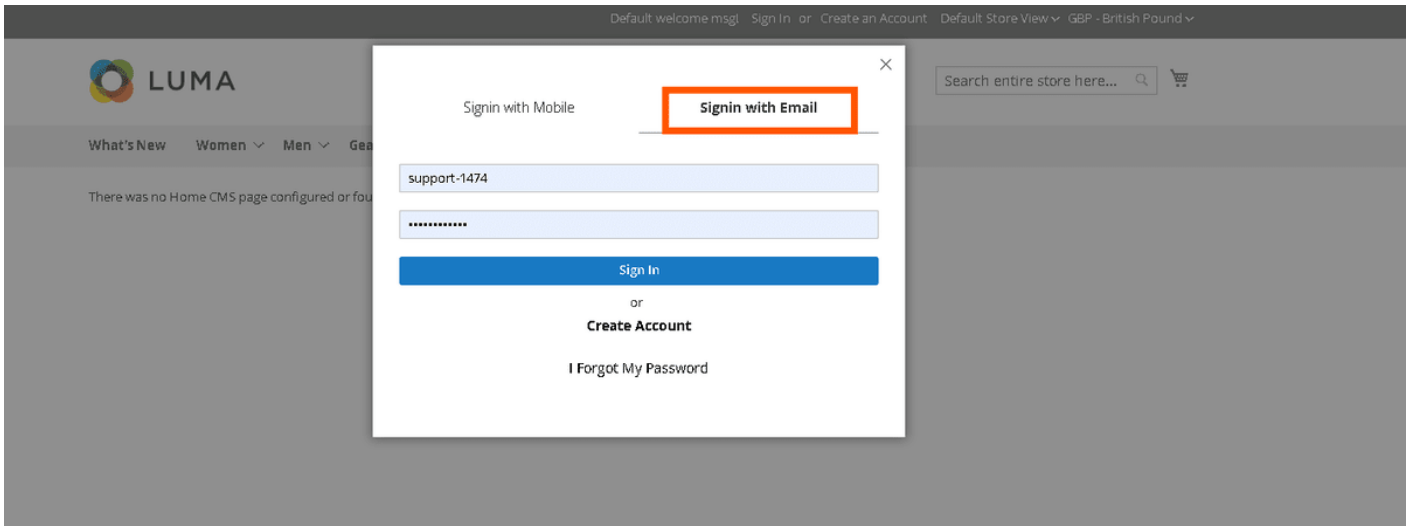 Default welcome msg! Sign In or Create an Account Default Store View GBP - British Pound
LUMA
Search entire store here...
Signin with Mobile
Signin with Email
What's New Women Men Gea
There was no Home CMS page configured or fou
support-1474
••••••••••••
Sign In
or
Create Account
I Forgot My Password